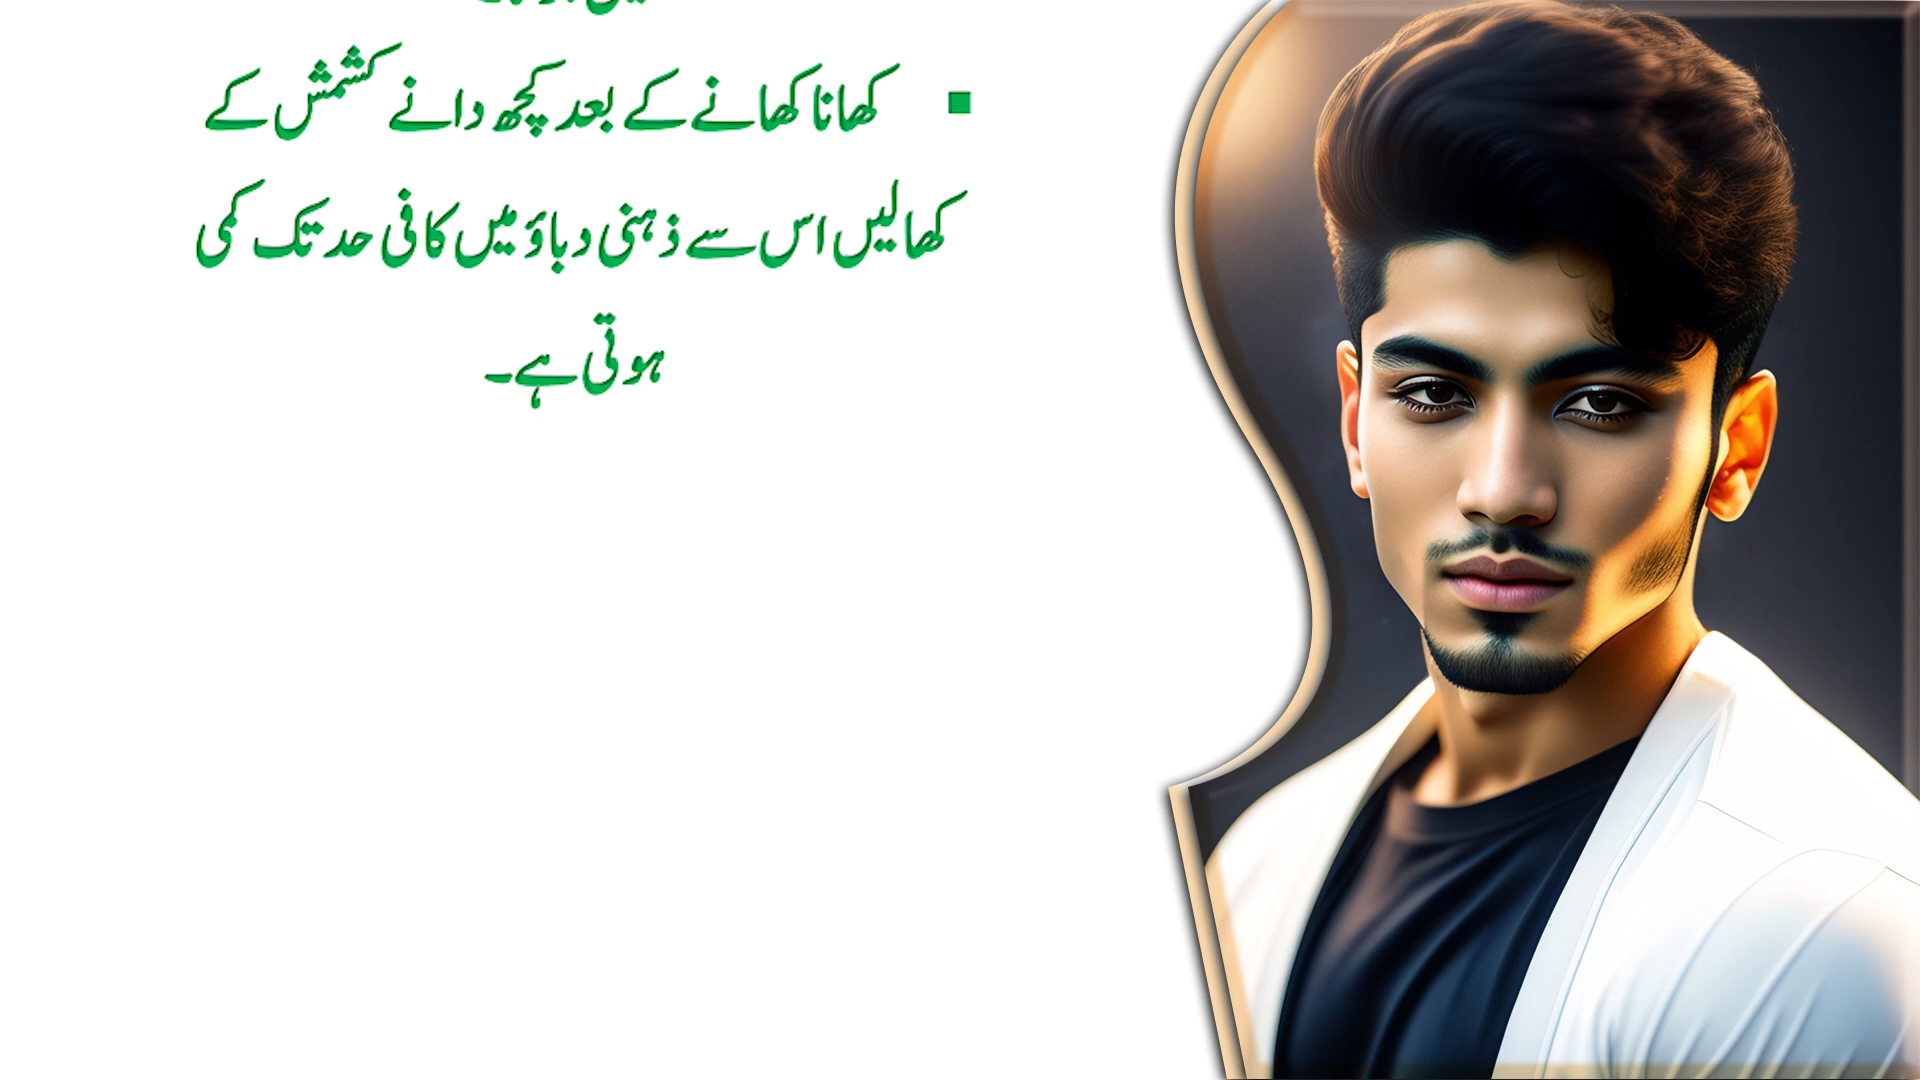 ▪ کھانا کھانے کے بعد کچھ دانے کشمش کے
کھالیں اس سے ذہنی دباؤ میں کافی حد تک کمی
ہوتی ہے۔